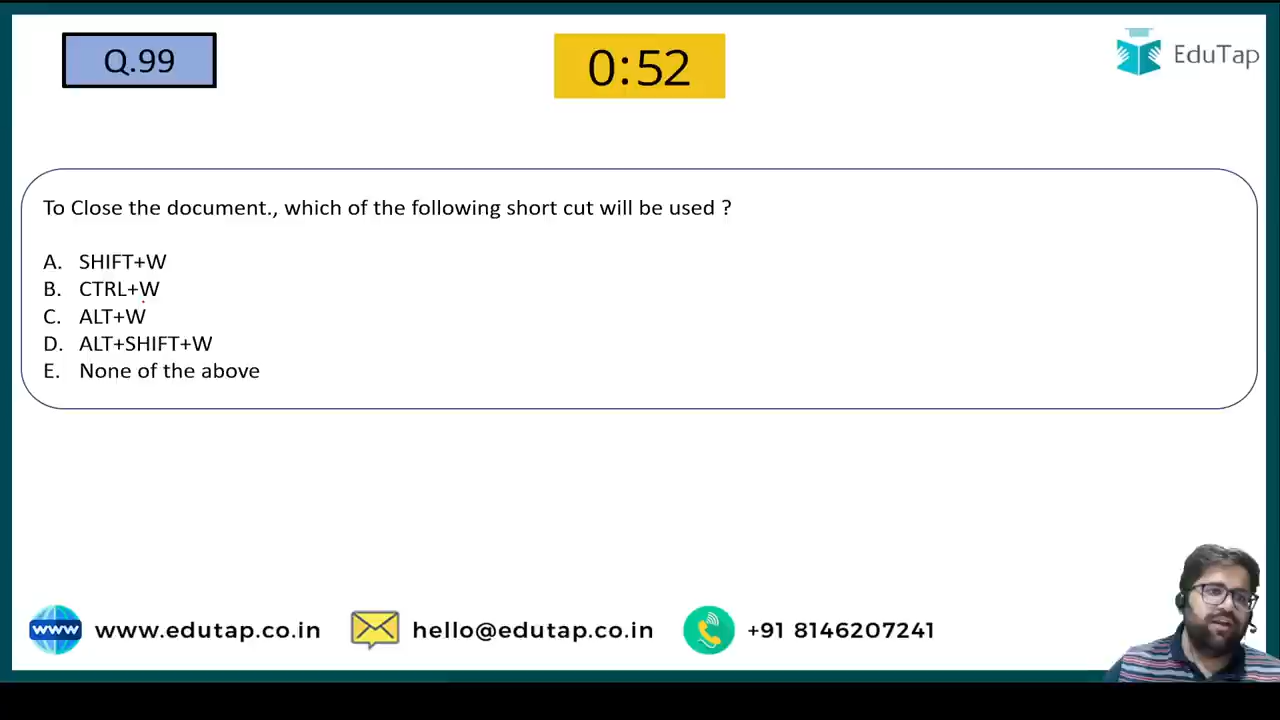 Q.99
0:52
EduTap
To Close the document., which of the following short cut will be used ?
A. SHIFT+W
B. CTRL+W
C. ALT+W
D. ALT+SHIFT+W
E. None of the above
www www.edutap.co.in hello@edutap.co.in +91 8146207241